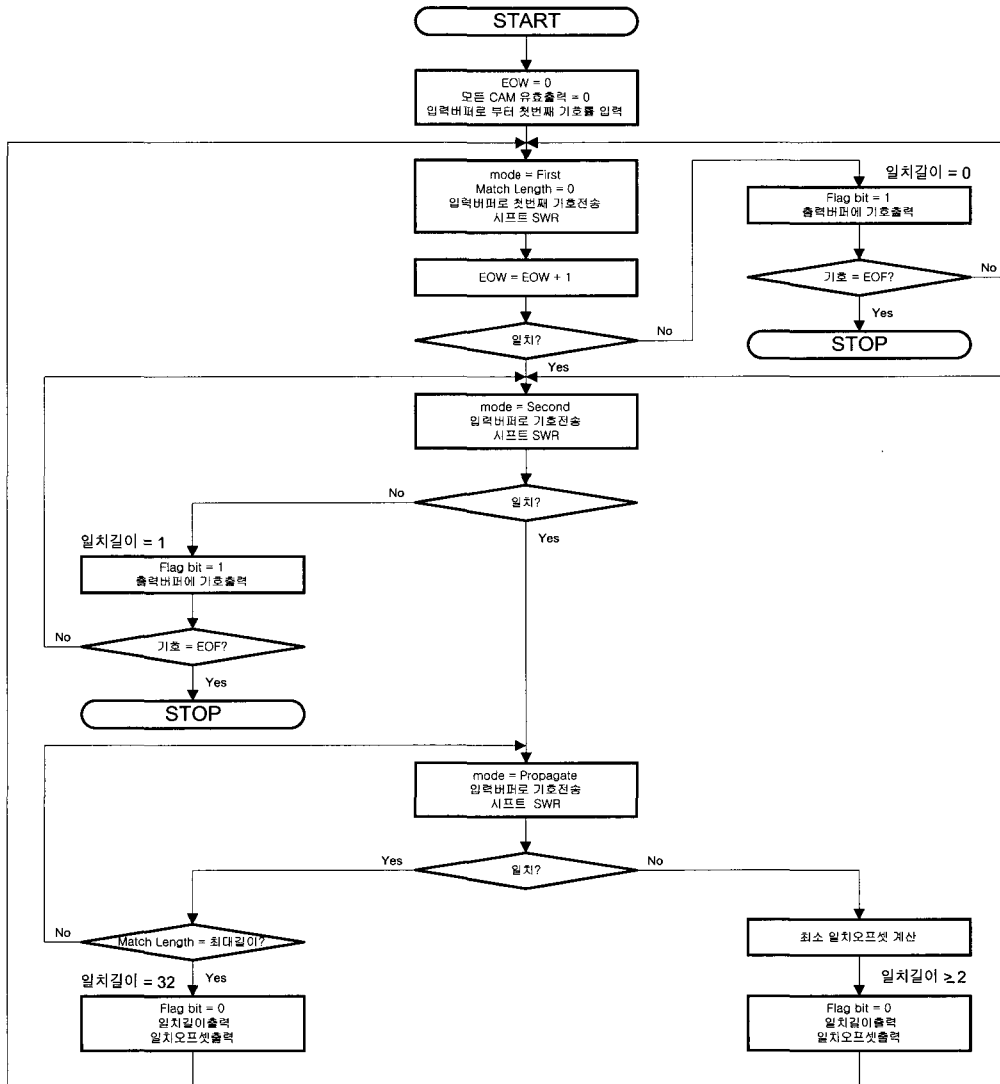 START
EOW = 0
모든 CAM 유효출력 = 0
입력버퍼로 부터 첫번째 기호를 입력
mode = First
Match Length = 0
입력버퍼로 첫번째 기호전송
시프트 SWR
EOW = EOW + 1
일치?
No
Yes
일치길이 = 0
Flag bit = 1
출력버퍼에 기호출력
기호 = EOF?
No
Yes
STOP
mode = Second
입력버퍼로 기호전송
시프트 SWR
일치?
No
Yes
일치길이 = 1
Flag bit = 1
출력버퍼에 기호출력
기호 = EOF?
No
Yes
STOP
mode = Propagate
입력버퍼로 기호전송
시프트 SWR
일치?
Yes
No
Match Length = 최대길이?
No
Yes
일치길이 = 32
Flag bit = 0
일치길이출력
일치오프셋출력
최소 일치오프셋 계산
일치길이 ≥2
Flag bit = 0
일치길이출력
일치오프셋출력